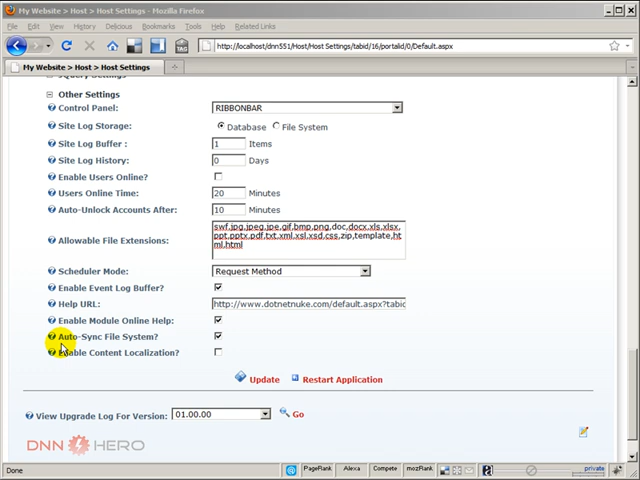 My Website > Host > Host Settings - Mozilla Firefox
File Edit View History Delicious Bookmarks Tools Help Related Links
http://localhost/dnn551/Host/Host Settings/tabid/16/portalid/0/Default.aspx
My Website > Host > Host Settings
jQuery Settings
Other Settings
Control Panel: RIBBONBAR
Site Log Storage: Database File System
Site Log Buffer : 1 Items
Site Log History: 0 Days
Enable Users Online?
Users Online Time: 20 Minutes
Auto-Unlock Accounts After: 10 Minutes
swf,jpg,jpeg,jpe,gif,bmp,png,doc,docx,xls,xlsx,
Allowable File Extensions: ppt,pptx,pdf,txt,xml,xsl,xsd,css,zip,template,ht
ml,html
Scheduler Mode: Request Method
Enable Event Log Buffer?
Help URL: http://www.dotnetnuke.com/default.aspx?tabid
Enable Module Online Help:
Auto-Sync File System?
Enable Content Localization?
Update Restart Application
View Upgrade Log For Version: 01.00.00 Go
DNN HERO
Done PageRank Alexa Compete mozRank private